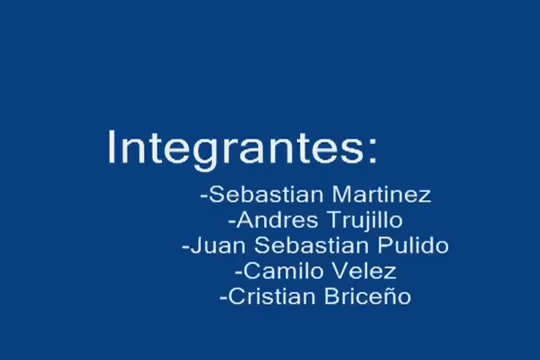 Integrantes:
-Sebastian Martinez
-Andres Trujillo
-Juan Sebastian Pulido
-Camilo Velez
-Cristian Briceño